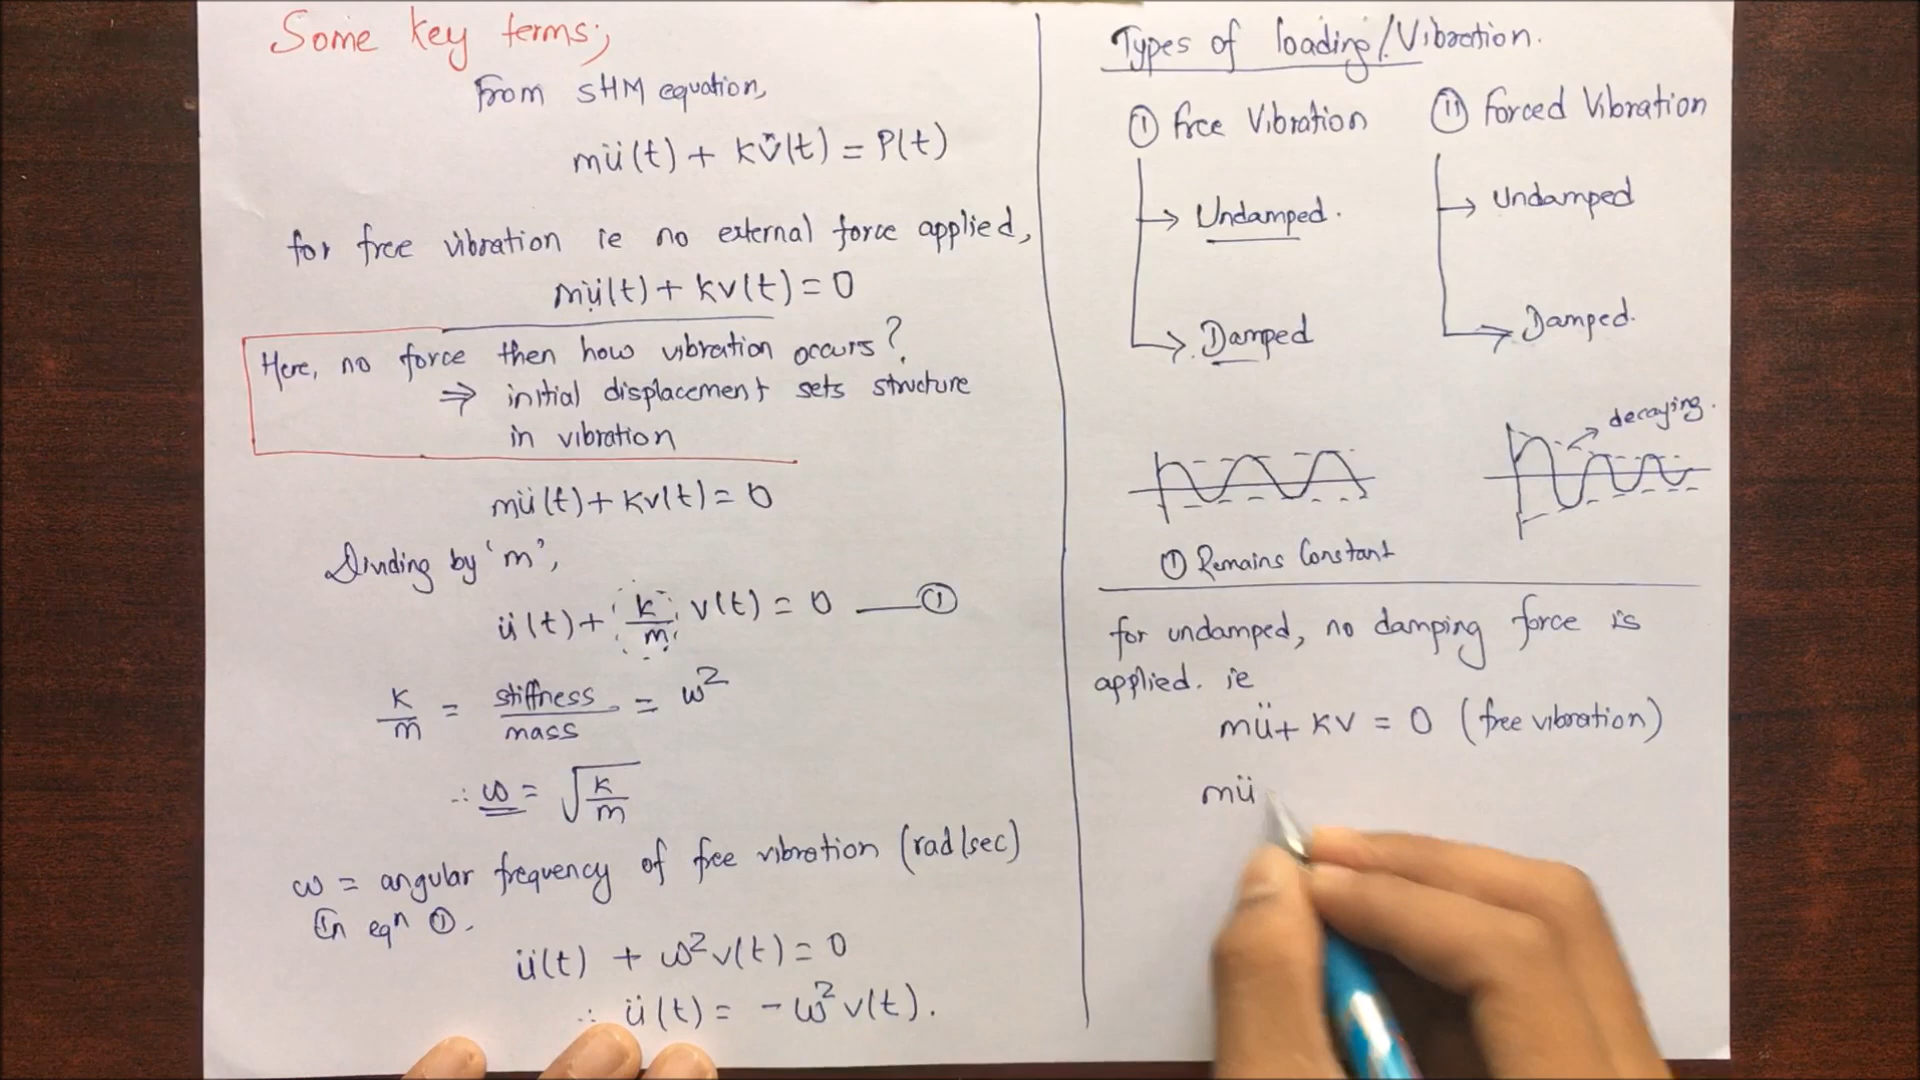 Some key terms;
From SHM equation,
mü(t) + kv̈(t) = P(t)
for free vibration ie no external force applied,
mü(t) + kv(t) = 0
Here, no force then how vibration occurs?
⇒ initial displacement sets structure
in vibration
mü(t) + kv(t) = 0
Dividing by 'm',
ü(t) + k/m v(t) = 0 — ①
k/m = stiffness/mass = ω²
∴ ω = √(k/m)
ω = angular frequency of free vibration (rad/sec)
In eqⁿ ①.
ü(t) + ω²v(t) = 0
∴ ü(t) = -ω²v(t).
Types of loading/Vibration.
Ⓘ Free Vibration
Ⓘ Ⓘ Forced Vibration
→ Undamped.
→ Undamped
→ Damped
→ Damped.
decaying.
① Remains Constant
for undamped, no damping force is
applied. ie
mü + kv = 0 (free vibration)
mü